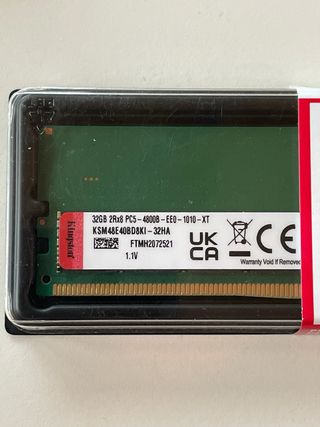 32GB 2Rx8 PC5-4800B-EE0-1010-XT
KSM48E40BD8KI-32HA
FTMH2072521
1.1V
Kingston
UK
CA
CE
Warranty Void If Remov